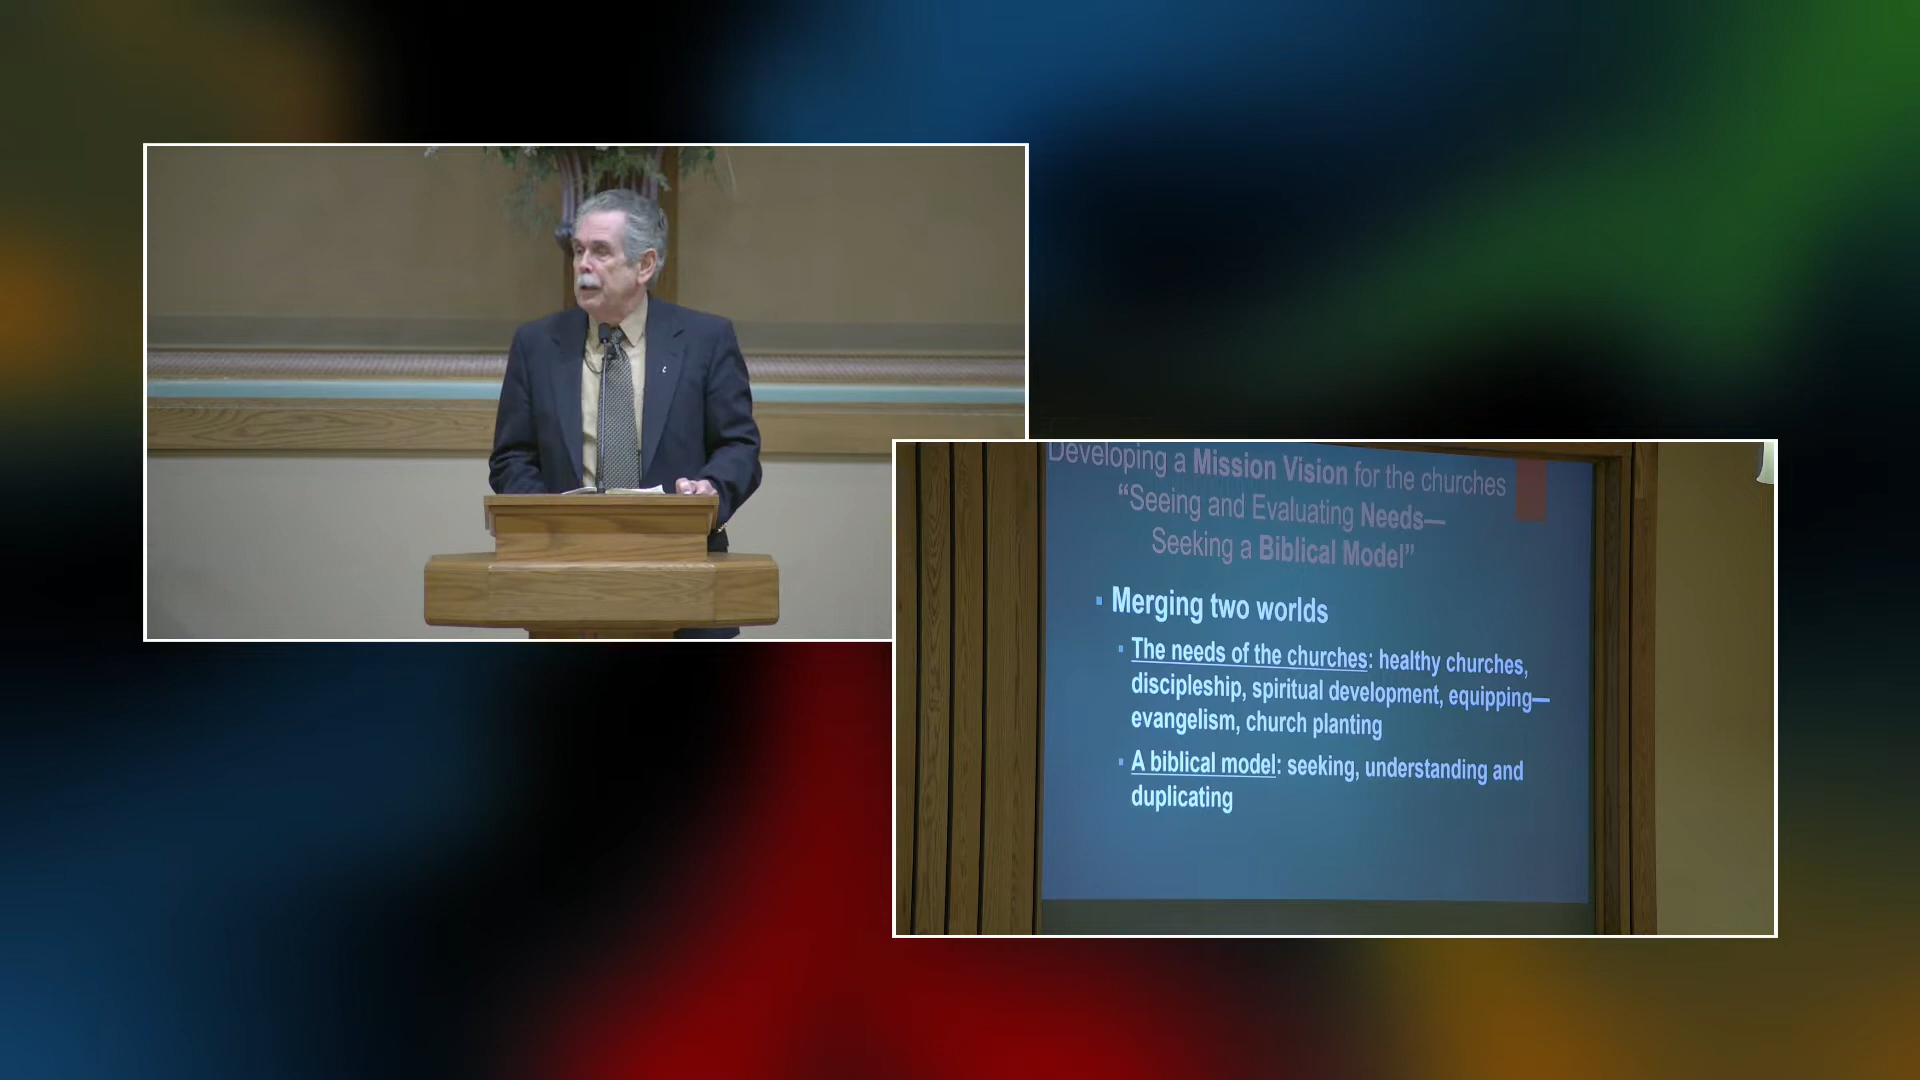 Developing a Mission Vision for the churches
“Seeing and Evaluating Needs—
Seeking a Biblical Model”
▪ Merging two worlds
▪ The needs of the churches: healthy churches,
discipleship, spiritual development, equipping—
evangelism, church planting
▪ A biblical model: seeking, understanding and
duplicating